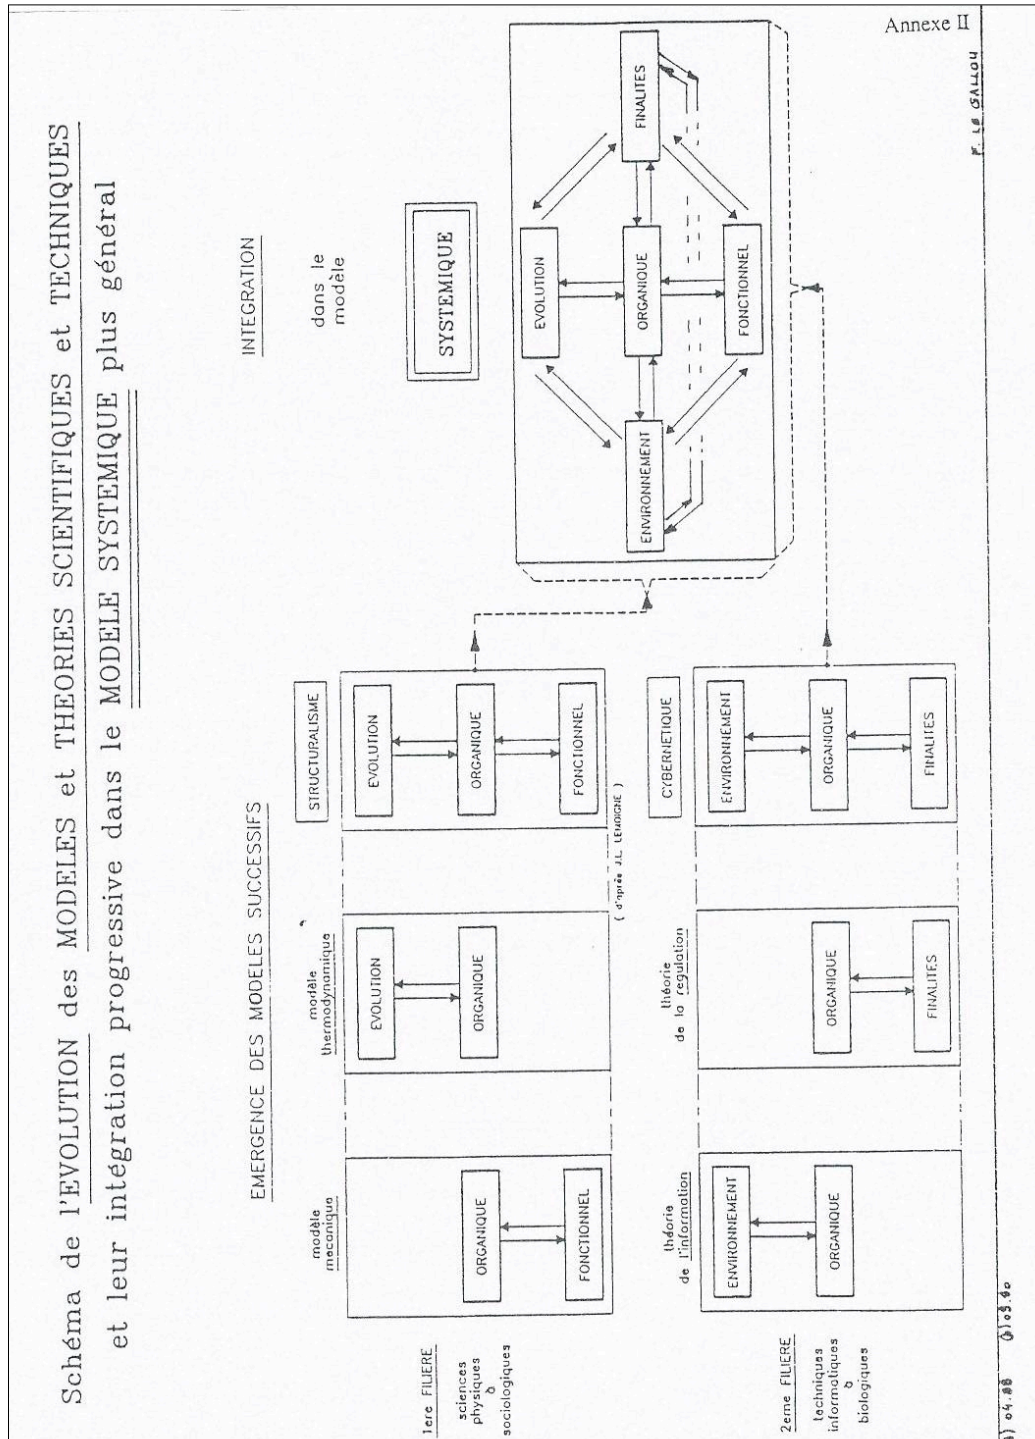 Annexe II
Schéma de l'EVOLUTION des MODELES et THEORIES SCIENTIFIQUES et TECHNIQUES
et leur intégration progressive dans le MODELE SYSTEMIQUE plus général
EMERGENCE DES MODELES SUCCESSIFS
INTEGRATION
dans le
modèle
SYSTEMIQUE
1ere FILIERE
sciences
physiques
à
sociologiques
modèle
mecanique
ORGANIQUE
FONCTIONNEL
modèle
thermodynamique
EVOLUTION
ORGANIQUE
STRUCTURALISME
EVOLUTION
ORGANIQUE
FONCTIONNEL
( d'après J.L. LEMOIGNE )
2eme FILIERE
techniques
informatiques
à
biologiques
théorie
de l'information
ENVIRONNEMENT
ORGANIQUE
théorie
de la regulation
ORGANIQUE
FINALITES
CYBERNETIQUE
ENVIRONNEMENT
ORGANIQUE
FINALITES
EVOLUTION
ENVIRONNEMENT
ORGANIQUE
FINALITES
FONCTIONNEL
04.88
03.90
F. LE GALLOU